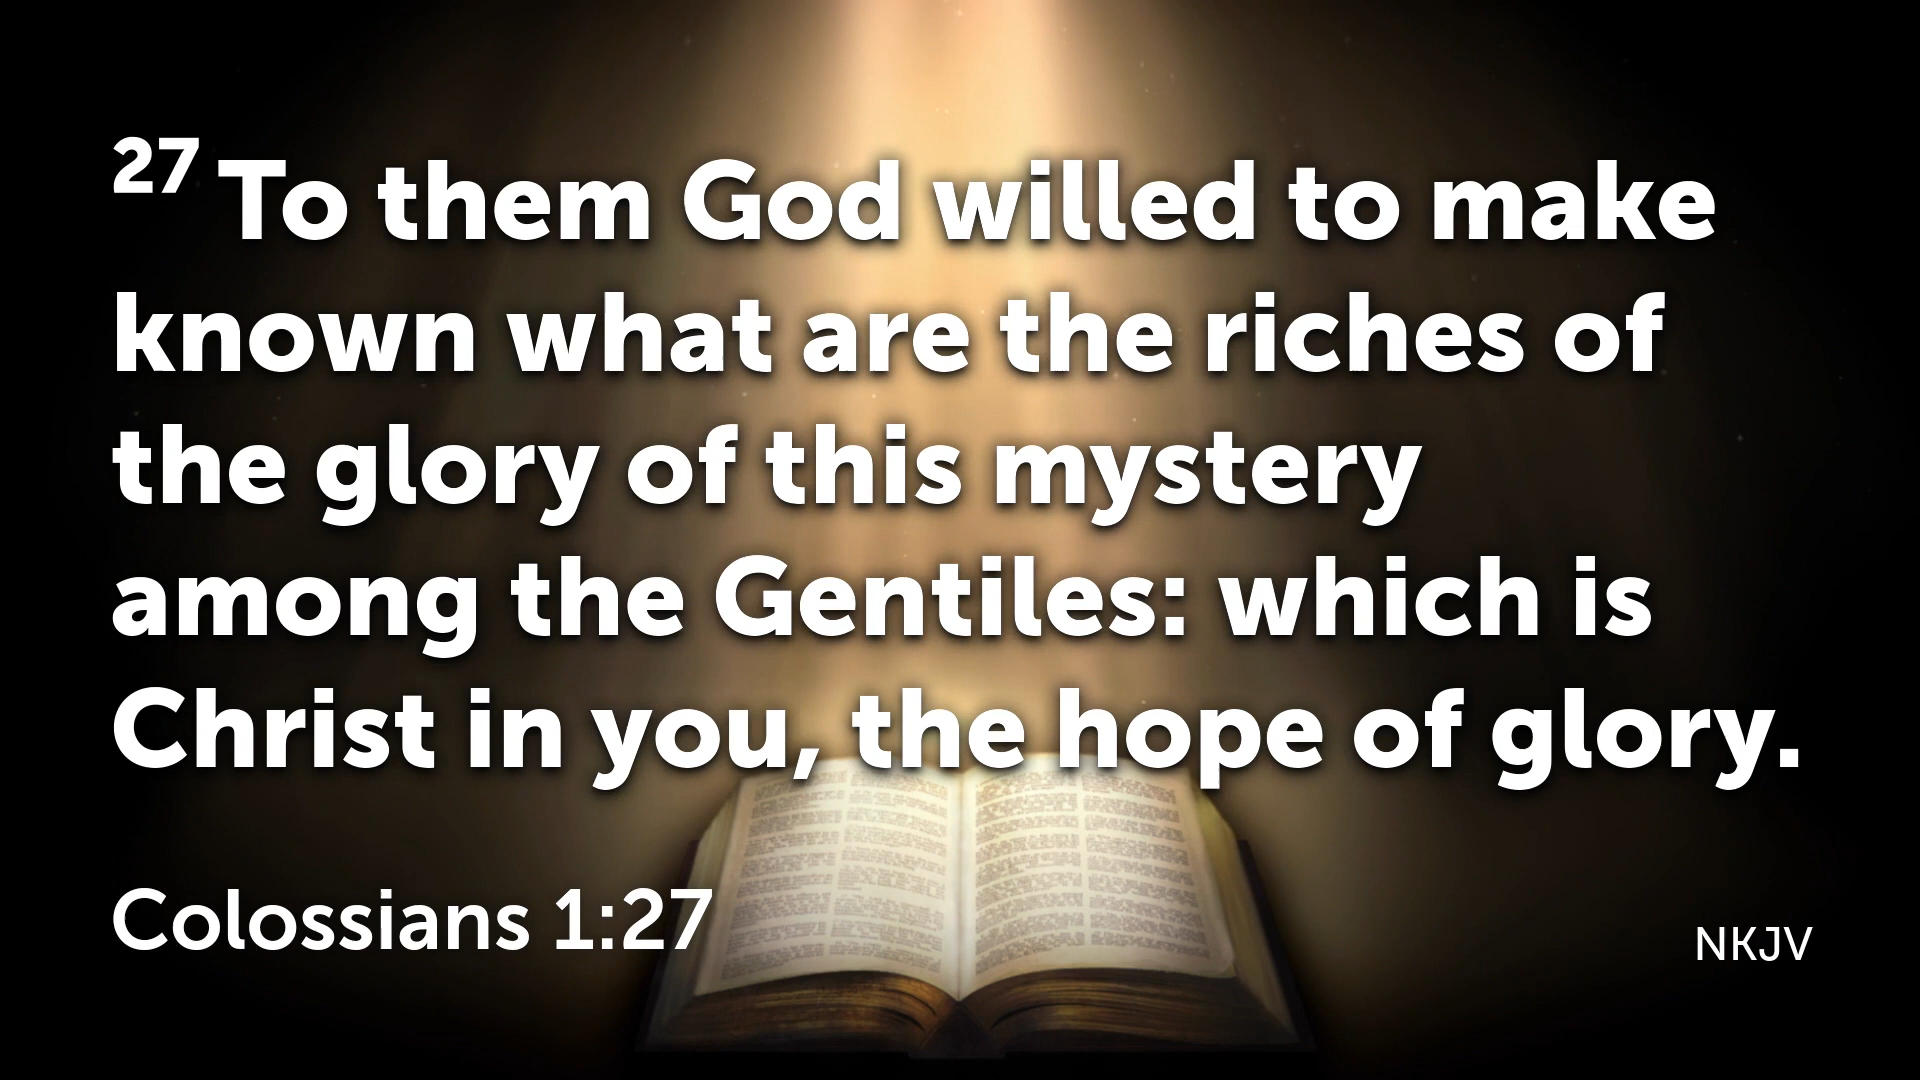 27 To them God willed to make
known what are the riches of
the glory of this mystery
among the Gentiles: which is
Christ in you, the hope of glory.
Colossians 1:27
NKJV